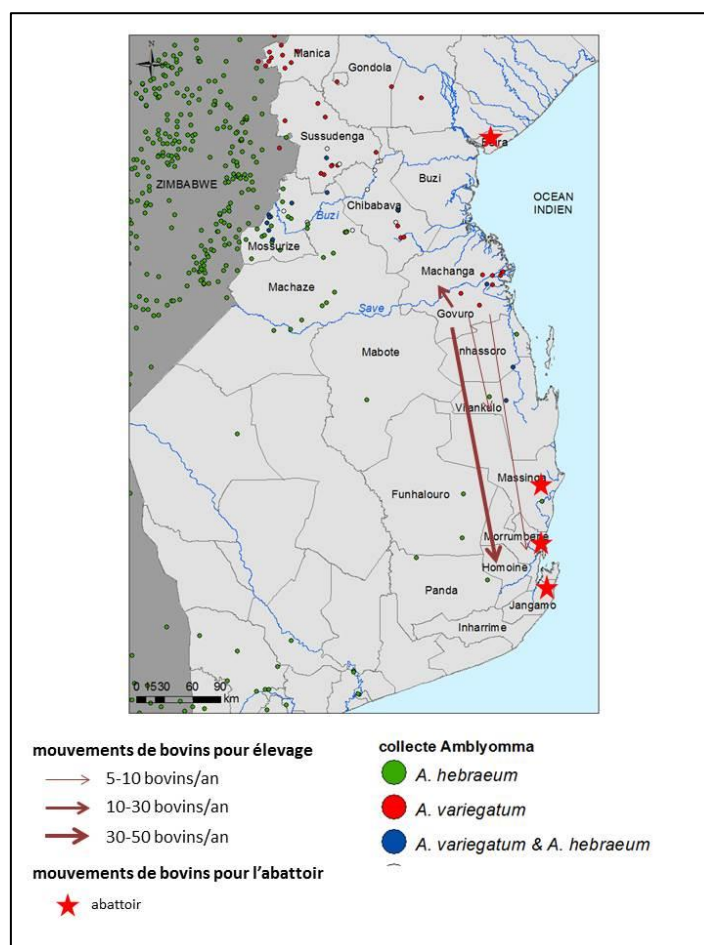 N
Manica
Gondola
Sussudenga
Beira
ZIMBABWE
Buzi
OCEAN
INDIEN
Chibabava
Buzi
Mossurize
Machanga
Machaze
Save
Govuro
Mabote
Inhassoro
Vilankulo
Massinga
Funhalouro
Morrumbene
Homoine
Panda
Jangamo
Inharrime
0 1530 60 90
km
mouvements de bovins pour élevage
5-10 bovins/an
10-30 bovins/an
30-50 bovins/an
mouvements de bovins pour l'abattoir
abattoir
collecte Amblyomma
A. hebraeum
A. variegatum
A. variegatum & A. hebraeum